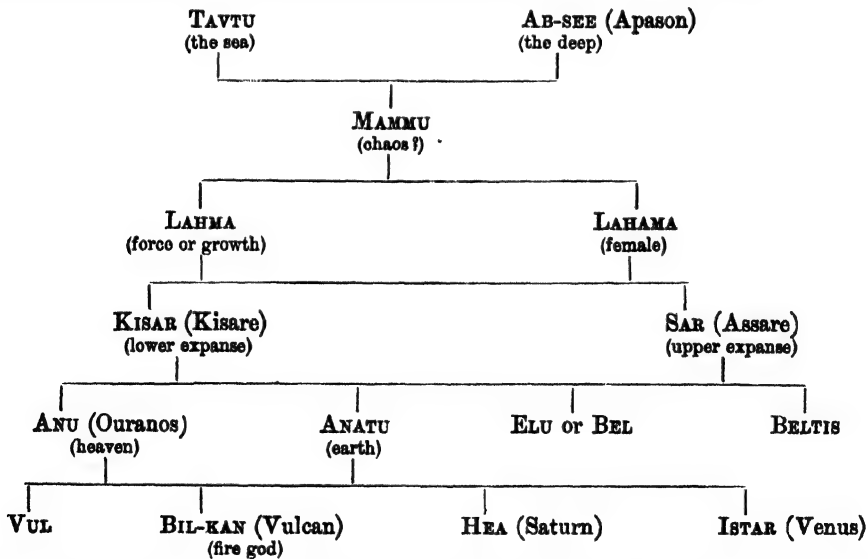 TAVTU AB-SEE (Apason)
(the sea) (the deep)
MAMMU
(chaos?)
LAHMA LAHAMA
(force or growth) (female)
KISAR (Kisare) SAR (Assare)
(lower expanse) (upper expanse)
ANU (Ouranos) ANATU ELU or BEL BELTIS
(heaven) (earth)
VUL BIL-KAN (Vulcan) HEA (Saturn) ISTAR (Venus)
(fire god)